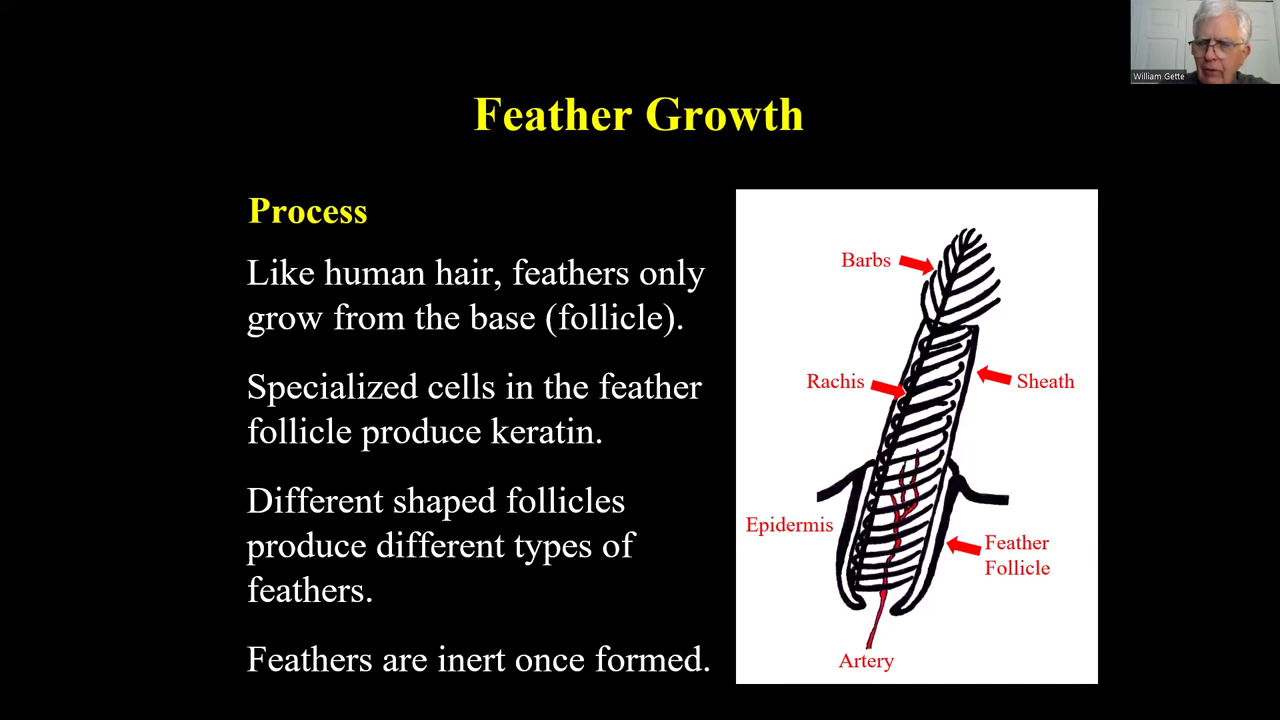 William Gette
Feather Growth
Process
Like human hair, feathers only
grow from the base (follicle).
Specialized cells in the feather
follicle produce keratin.
Different shaped follicles
produce different types of
feathers.
Feathers are inert once formed.
Barbs
Rachis
Sheath
Epidermis
Feather
Follicle
Artery